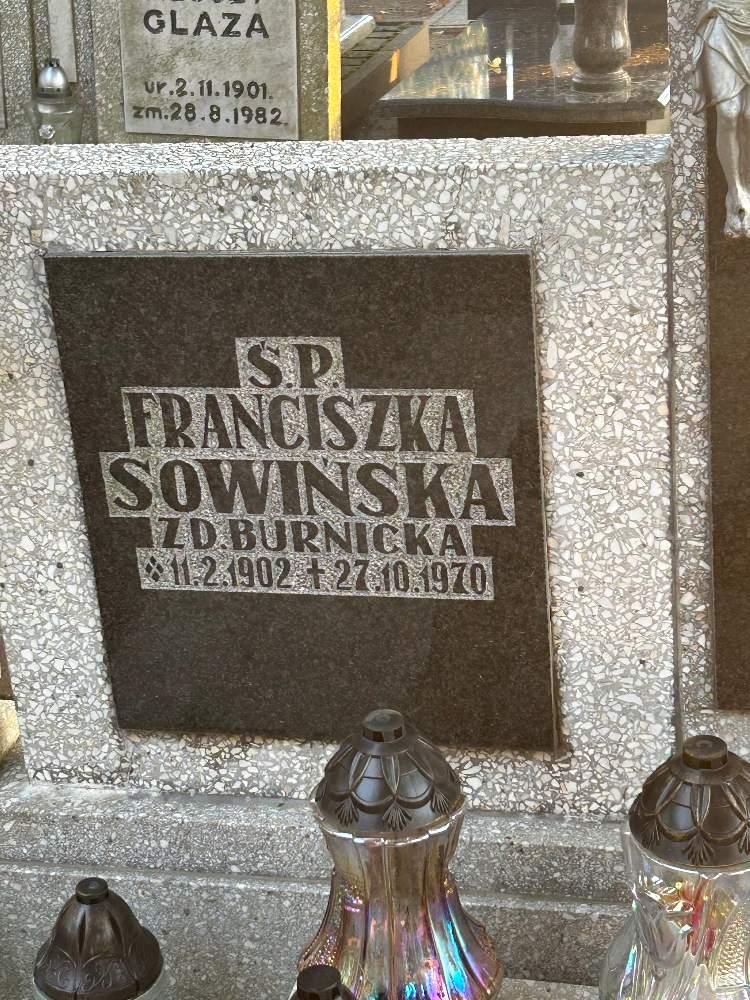 GLAZA
ur. 2.11.1901.
zm. 28.8.1982.
Ś.P.
FRANCISZKA
SOWIŃSKA
ZD. BURNICKA
11.2.1902 ✝ 27.10.1970